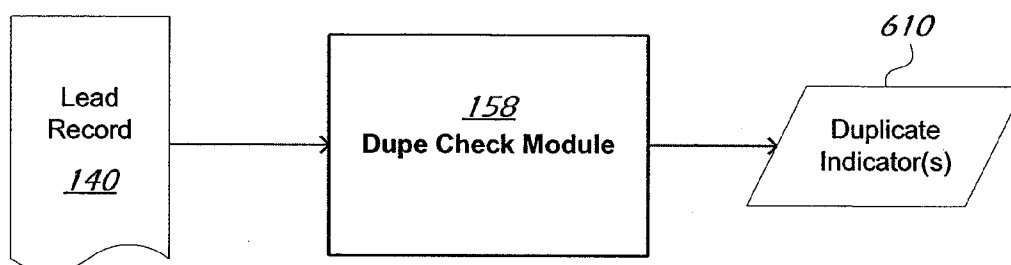 Lead
Record
140
158
Dupe Check Module
610
Duplicate
Indicator(s)